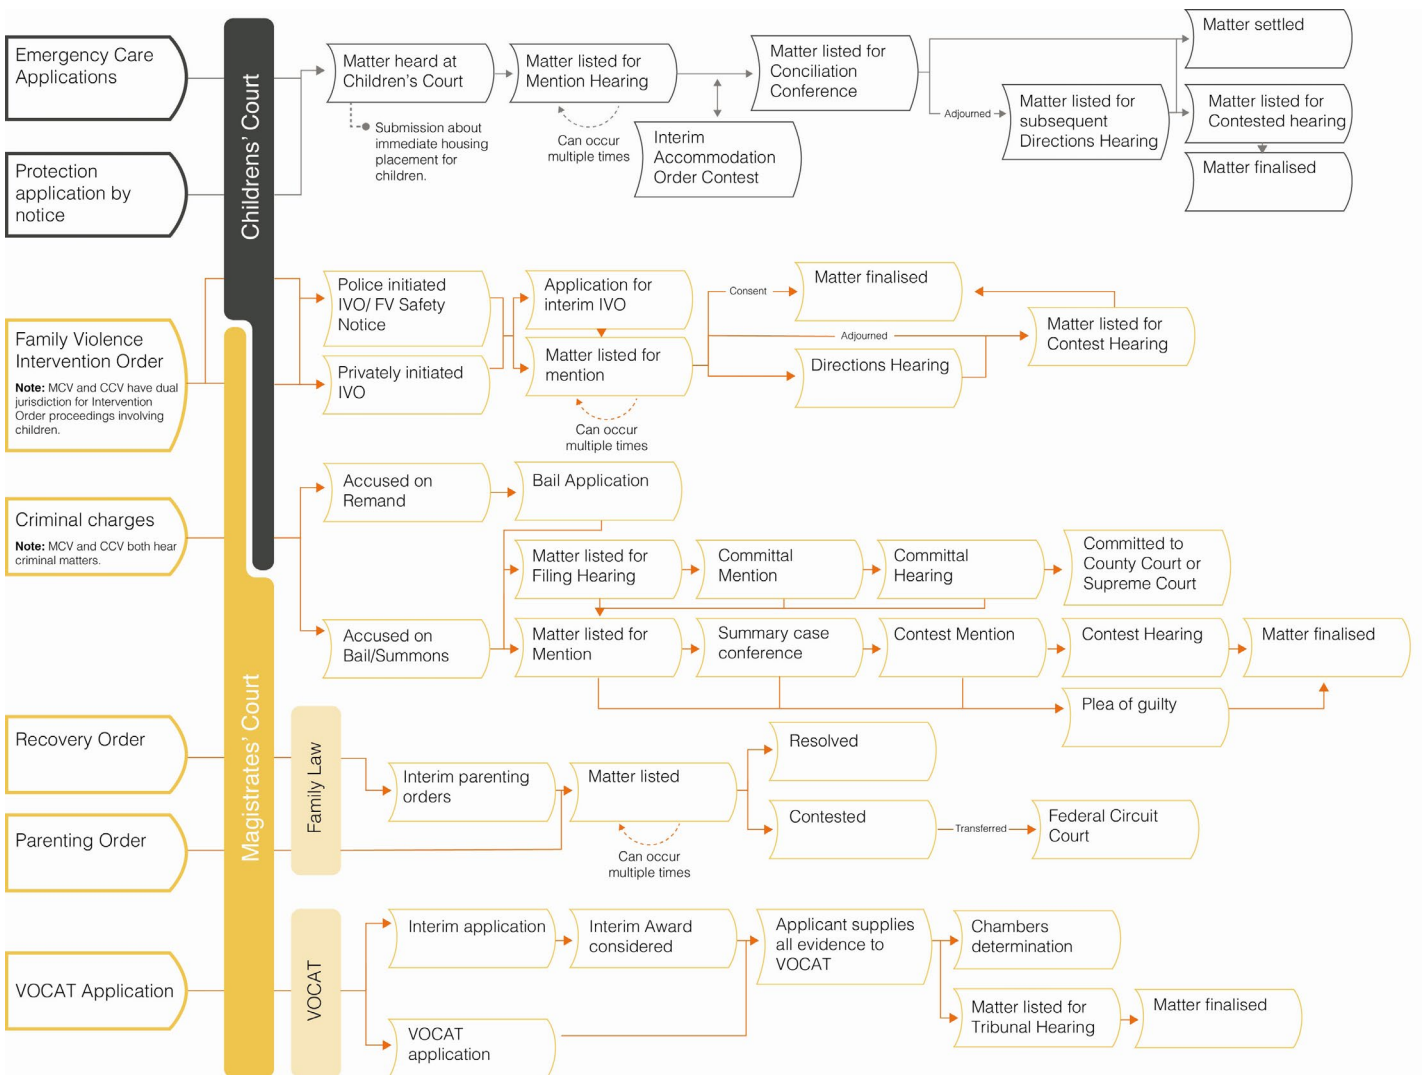 Emergency Care
Applications
Protection
application by
notice
Childrens' Court
Matter heard at
Children's Court
Submission about
immediate housing
placement for
children.
Matter listed for
Mention Hearing
Can occur
multiple times
Interim
Accommodation
Order Contest
Matter listed for
Conciliation
Conference
Adjourned
Matter listed for
subsequent
Directions Hearing
Matter settled
Matter listed for
Contested hearing
Matter finalised
Family Violence
Intervention Order
Note: MCV and CCV have dual
jurisdiction for Intervention
Order proceedings involving
children.
Police initiated
IVO/ FV Safety
Notice
Privately initiated
IVO
Application for
interim IVO
Matter listed for
mention
Can occur
multiple times
Consent
Matter finalised
Adjourned
Directions Hearing
Matter listed for
Contest Hearing
Criminal charges
Note: MCV and CCV both hear
criminal matters.
Magistrates' Court
Accused on
Remand
Bail Application
Matter listed for
Filing Hearing
Committal
Mention
Committal
Hearing
Committed to
County Court or
Supreme Court
Accused on
Bail/Summons
Matter listed for
Mention
Summary case
conference
Contest Mention
Contest Hearing
Matter finalised
Plea of guilty
Recovery Order
Parenting Order
Family Law
Interim parenting
orders
Matter listed
Can occur
multiple times
Resolved
Contested
Transferred
Federal Circuit
Court
VOCAT Application
VOCAT
Interim application
Interim Award
considered
VOCAT
application
Applicant supplies
all evidence to
VOCAT
Chambers
determination
Matter listed for
Tribunal Hearing
Matter finalised